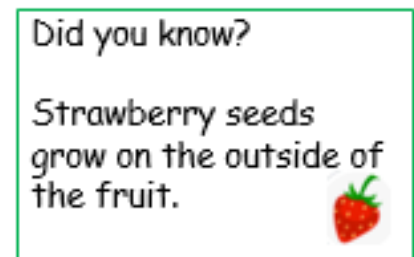 Did you know?
Strawberry seeds
grow on the outside of
the fruit.